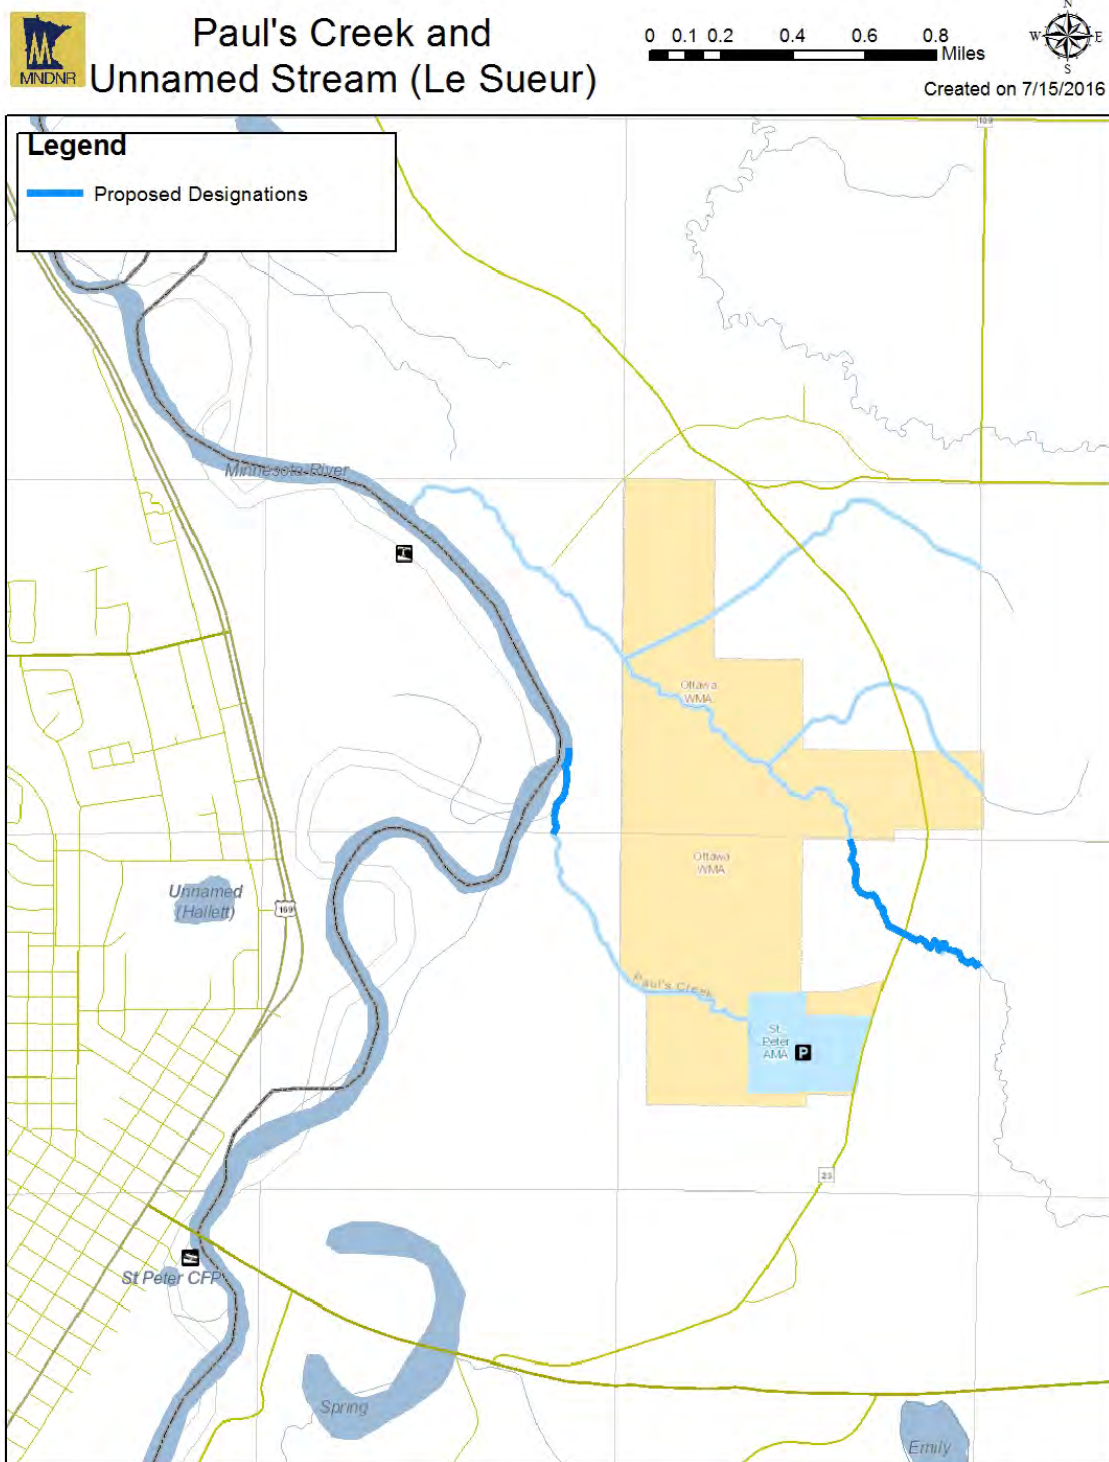 MNDNR
Paul's Creek and
Unnamed Stream (Le Sueur)
0 0.1 0.2 0.4 0.6 0.8
Miles
N
W E
S
Created on 7/15/2016
Legend
Proposed Designations
Minnesota River
Ottawa
WMA
Ottawa
WMA
Unnamed
(Hallett)
169
Paul's Creek
St.
Peter
AMA
P
23
St Peter CFP
Spring
Emily